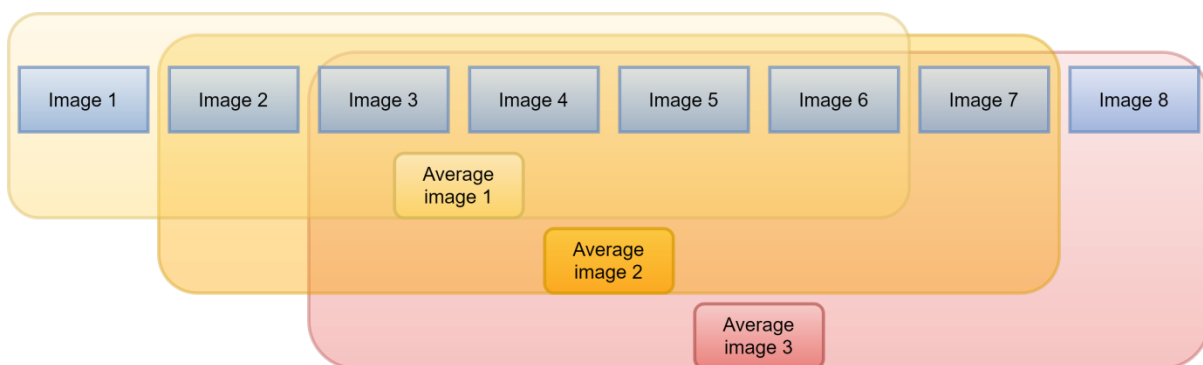 Image 1
Image 2
Image 3
Image 4
Image 5
Image 6
Image 7
Image 8
Average
image 1
Average
image 2
Average
image 3